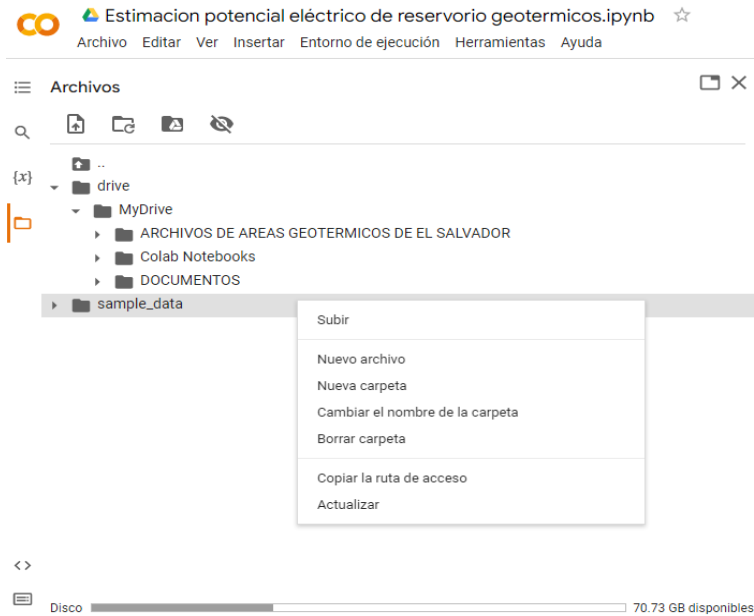 CO Estimacion potencial eléctrico de reservorio geotermicos.ipynb
Archivo Editar Ver Insertar Entorno de ejecución Herramientas Ayuda
Archivos
{x}
..
drive
MyDrive
ARCHIVOS DE AREAS GEOTERMICOS DE EL SALVADOR
Colab Notebooks
DOCUMENTOS
sample_data
Subir
Nuevo archivo
Nueva carpeta
Cambiar el nombre de la carpeta
Borrar carpeta
Copiar la ruta de acceso
Actualizar
<>
Disco 70.73 GB disponibles